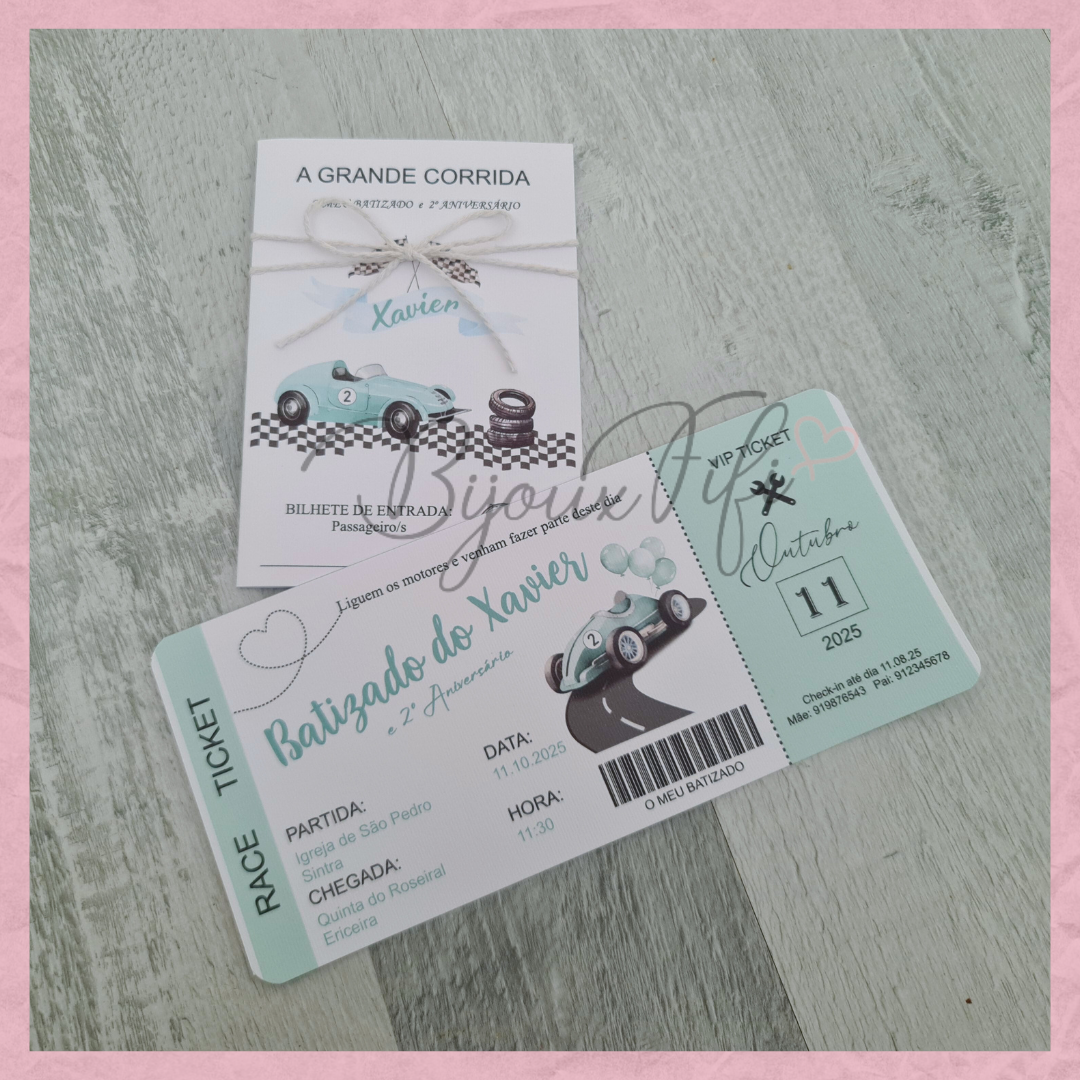 A GRANDE CORRIDA
MEU BATIZADO e 2º ANIVERSÁRIO
Xavier
2
BILHETE DE ENTRADA:
Passageiro/s
RACE TICKET
Liguem os motores e venham fazer parte deste dia
Batizado do Xavier
e 2º Aniversário
2
PARTIDA:
Igreja de São Pedro
Sintra
CHEGADA:
Quinta do Roseiral
Ericeira
DATA:
11.10.2025
HORA:
11:30
O MEU BATIZADO
VIP TICKET
Outubro
11
2025
Check-in até dia 11.08.25
Mãe: 919876543 Pai: 912345678
Bijoux Fifi